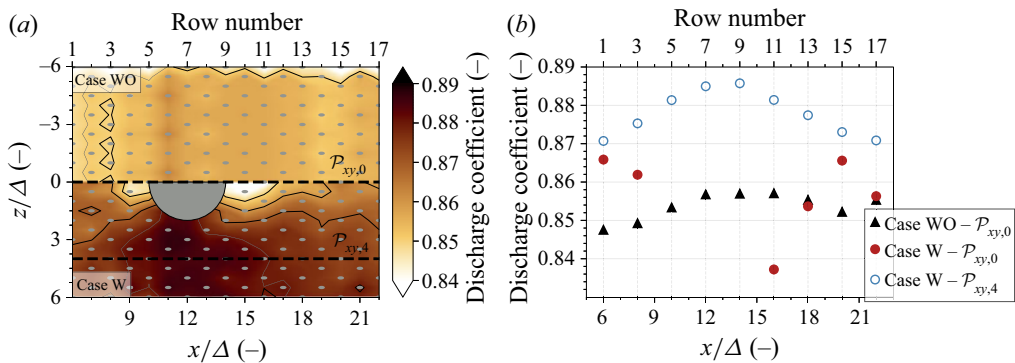 (a)
Row number
1 3 5 7 9 11 13 15 17
−6
−3
0
3
6
z/Δ (–)
Case WO
𝒫xy,0
𝒫xy,4
Case W
9 12 15 18 21
x/Δ (–)
0.89
0.88
0.87
0.86
0.85
0.84
Discharge coefficient (–)
(b)
Row number
1 3 5 7 9 11 13 15 17
0.89
0.88
0.87
0.86
0.85
0.84
Discharge coefficient (–)
6 9 12 15 18 21
x/Δ (–)
Case WO – 𝒫xy,0
Case W – 𝒫xy,0
Case W – 𝒫xy,4